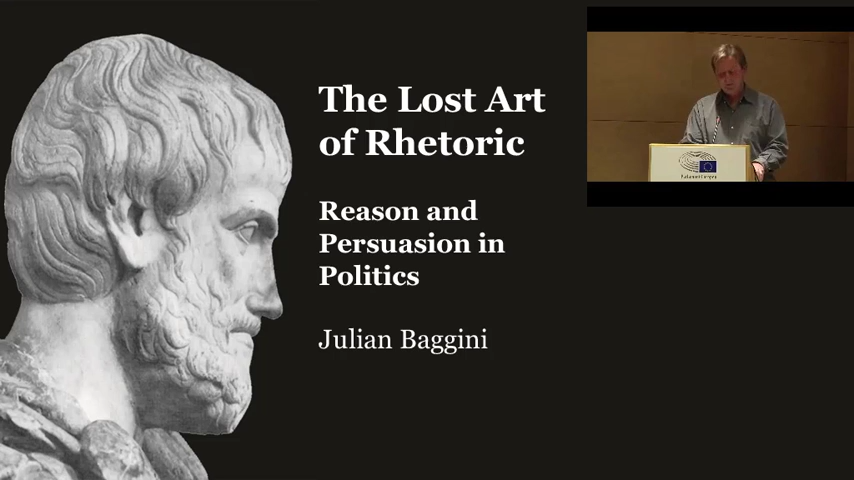 The Lost Art
of Rhetoric
Reason and
Persuasion in
Politics
Julian Baggini